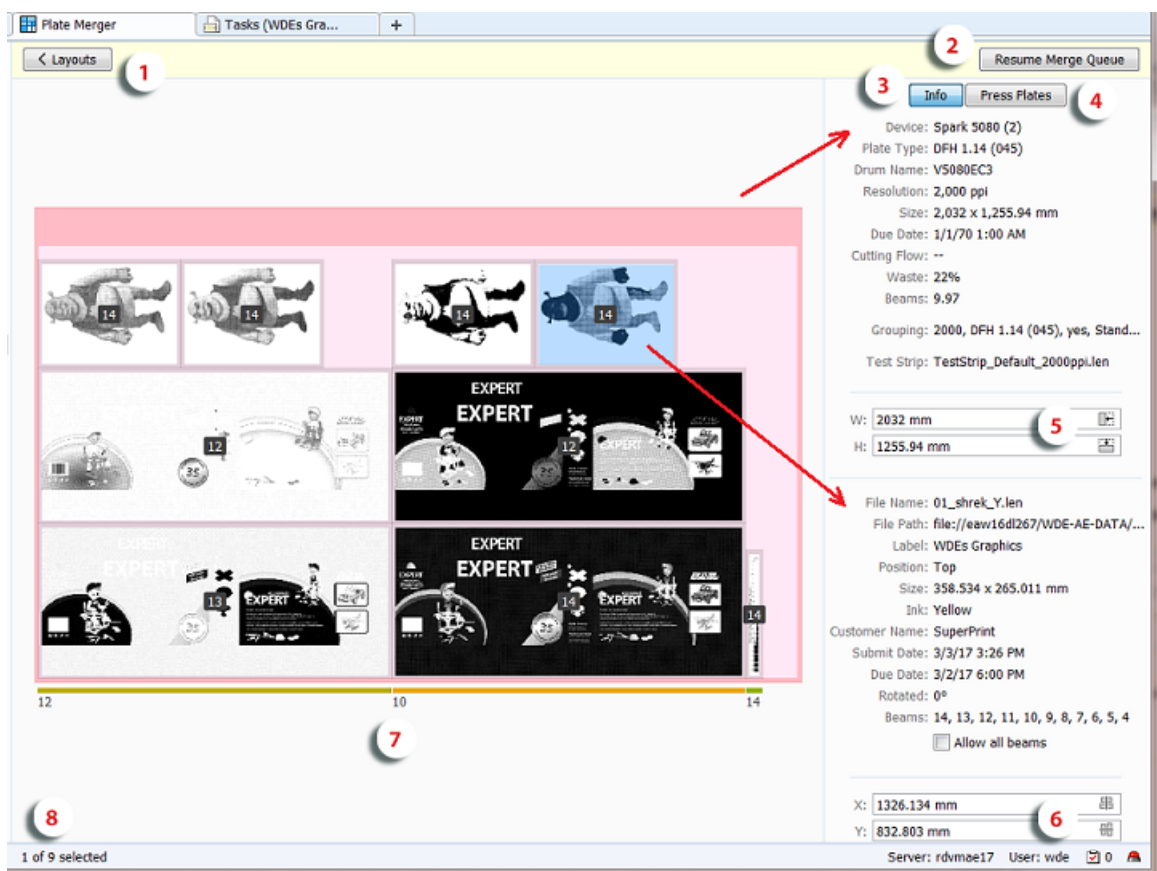 Plate Merger
Tasks (WDEs Gra...
+
Layouts
1
2
Resume Merge Queue
3
Info
Press Plates
4
Device: Spark 5080 (2)
Plate Type: DFH 1.14 (045)
Drum Name: V5080EC3
Resolution: 2,000 ppi
Size: 2,032 x 1,255.94 mm
Due Date: 1/1/70 1:00 AM
Cutting Flow: --
Waste: 22%
Beams: 9.97
Grouping: 2000, DFH 1.14 (045), yes, Stand...
Test Strip: TestStrip_Default_2000ppi.len
W: 2032 mm
5
H: 1255.94 mm
14
14
14
14
EXPERT
EXPERT
EXPERT
12
35
12
35
EXPERT
EXPERT
EXPERT
13
35
EXPERT
EXPERT
EXPERT
14
35
14
12
10
14
7
File Name: 01_shrek_Y.len
File Path: file://eaw16dl267/WDE-AE-DATA/...
Label: WDEs Graphics
Position: Top
Size: 358.534 x 265.011 mm
Ink: Yellow
Customer Name: SuperPrint
Submit Date: 3/3/17 3:26 PM
Due Date: 3/2/17 6:00 PM
Rotated: 0°
Beams: 14, 13, 12, 11, 10, 9, 8, 7, 6, 5, 4
Allow all beams
X: 1326.134 mm
6
Y: 832.803 mm
8
1 of 9 selected
Server: rdvmae17
User: wde
0